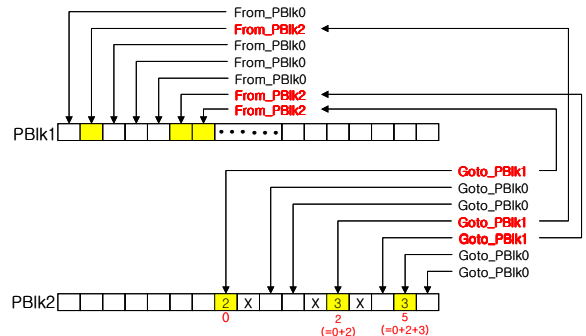 From_PBlk0
From_PBlk2
From_PBlk0
From_PBlk0
From_PBlk0
From_PBlk2
From_PBlk2
PBlk1
Goto_PBlk1
Goto_PBlk0
Goto_PBlk0
Goto_PBlk1
Goto_PBlk1
Goto_PBlk0
Goto_PBlk0
PBlk2 2 X X 3 X 3
0 2 5
(=0+2) (=0+2+3)